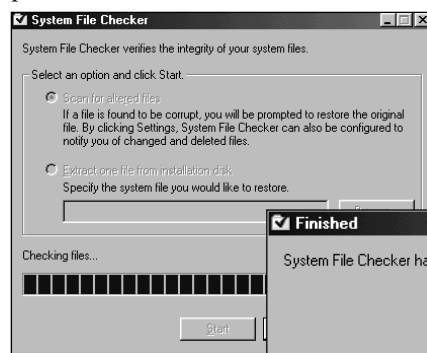 System File Checker
System File Checker verifies the integrity of your system files.
Select an option and click Start.
Scan for altered files
If a file is found to be corrupt, you will be prompted to restore the original
file. By clicking Settings, System File Checker can also be configured to
notify you of changed and deleted files.
Extract one file from installation disk
Specify the system file you would like to restore.
Finished
System File Checker ha
Checking files...
Start